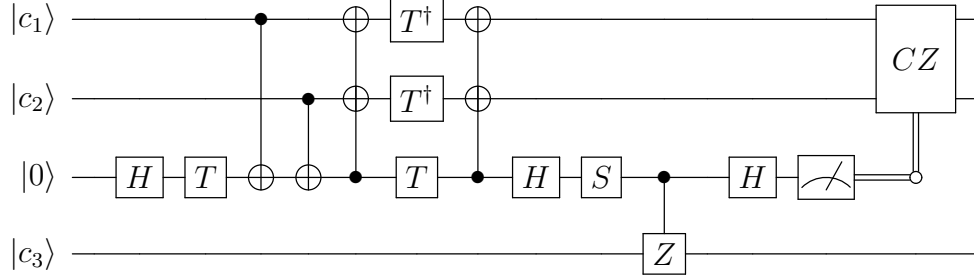 |c₁⟩ T† CZ
|c₂⟩ T†
|0⟩ H T T H S H
|c₃⟩ Z